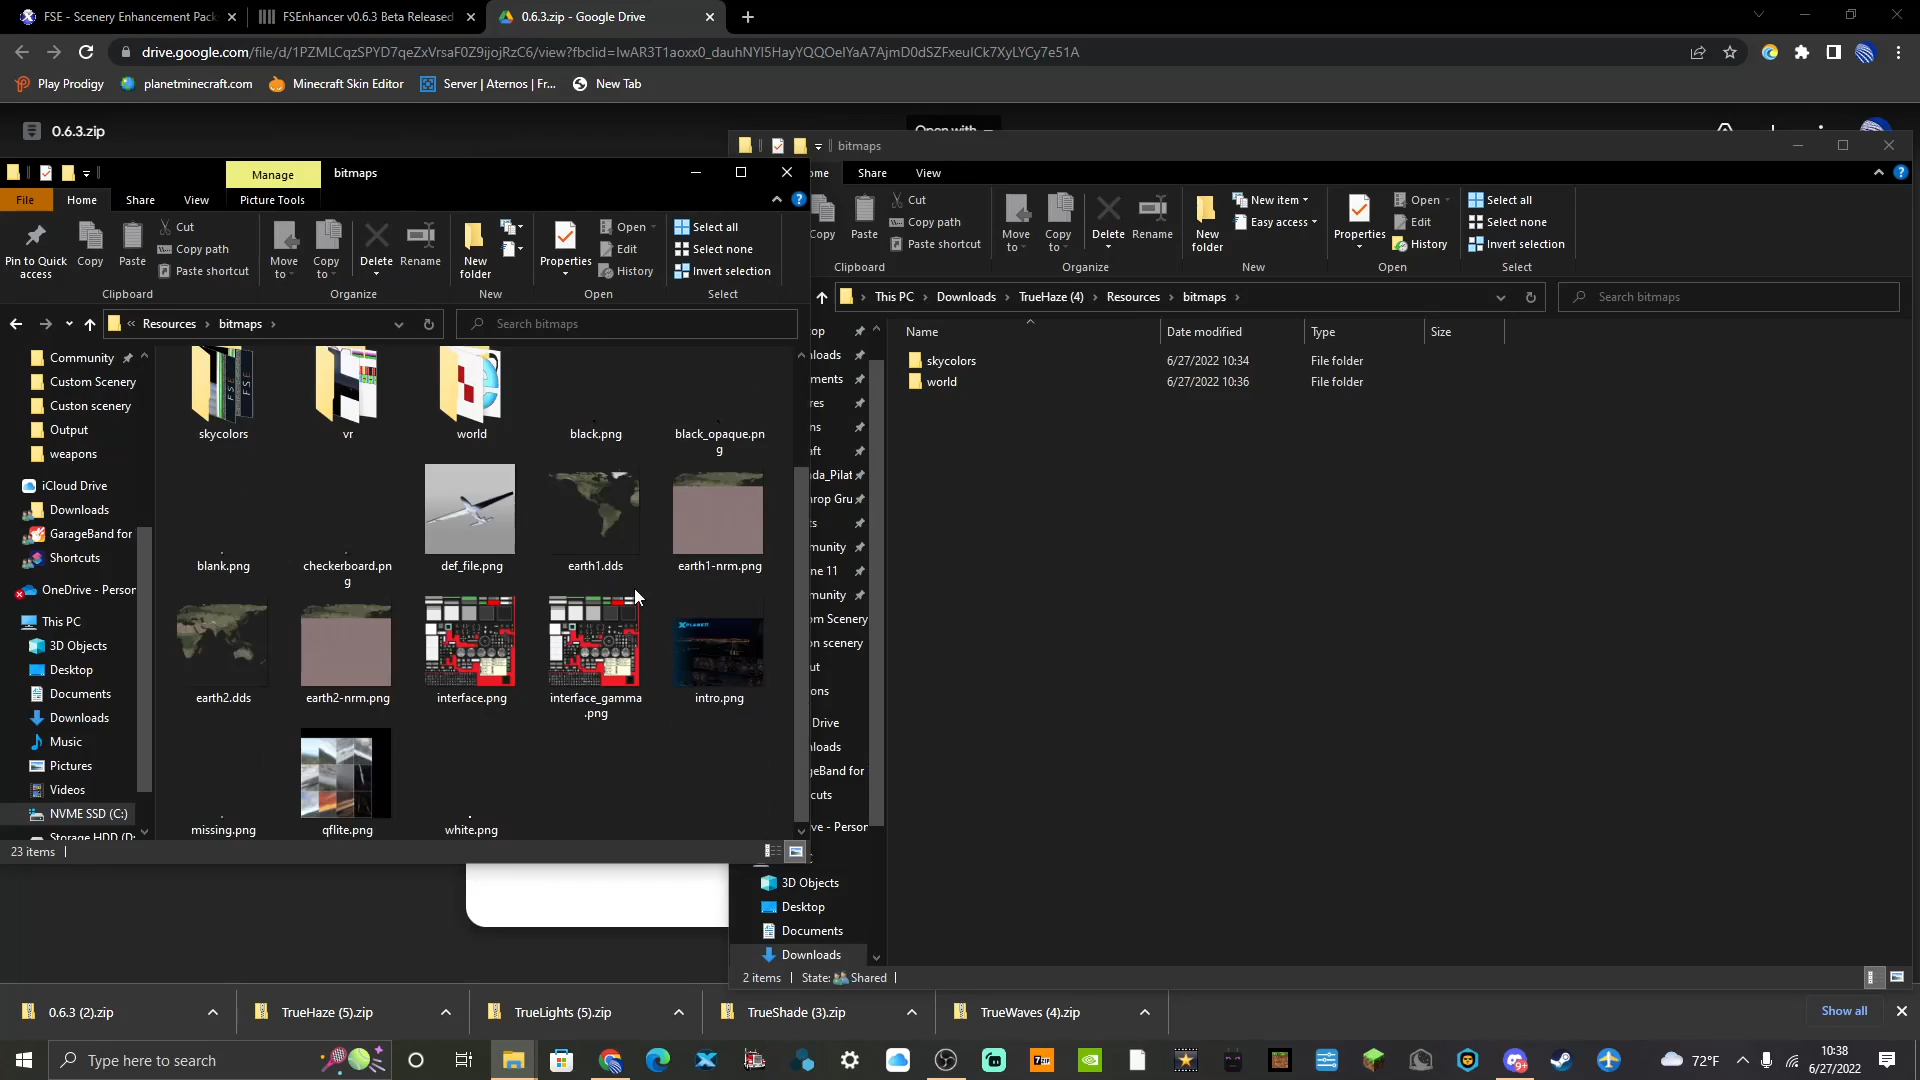 FSE - Scenery Enhancement Pack
FSEnhancer v0.6.3 Beta Released
0.6.3.zip - Google Drive
drive.google.com/file/d/1PZMLCqzSPYD7qeZxVrsaF0Z9ijojRzC6/view?fbclid=IwAR3T1aoxx0_dauhNYI5HayYQQOeIYaA7AjmD0dSZFxeuICk7XyLYCy7e51A
Play Prodigy
planetminecraft.com
Minecraft Skin Editor
Server | Aternos | Fr...
New Tab
0.6.3.zip
Open with
Manage
bitmaps
File
Home
Share
View
Picture Tools
Pin to Quick access
Copy
Paste
Cut
Copy path
Paste shortcut
Move to
Copy to
Delete
Rename
New folder
Properties
Open
Edit
History
Select all
Select none
Invert selection
Clipboard
Organize
New
Open
Select
« Resources › bitmaps ›
Search bitmaps
Community
Custom Scenery
Custon scenery
Output
weapons
iCloud Drive
Downloads
GarageBand for
Shortcuts
OneDrive - Person
This PC
3D Objects
Desktop
Documents
Downloads
Music
Pictures
Videos
NVME SSD (C:)
Storage HDD (D:
skycolors
vr
world
black.png
black_opaque.pn
g
blank.png
checkerboard.pn
g
def_file.png
earth1.dds
earth1-nrm.png
earth2.dds
earth2-nrm.png
interface.png
interface_gamma
.png
intro.png
missing.png
qflite.png
white.png
FSE
FSE
23 items
bitmaps
ome
Share
View
Copy
Paste
Cut
Copy path
Paste shortcut
Move to
Copy to
Delete
Rename
New folder
New item
Easy access
Properties
Open
Edit
History
Select all
Select none
Invert selection
Clipboard
Organize
New
Open
Select
This PC › Downloads › TrueHaze (4) › Resources › bitmaps ›
Search bitmaps
Name
Date modified
Type
Size
skycolors
6/27/2022 10:34
File folder
world
6/27/2022 10:36
File folder
3D Objects
Desktop
Documents
Downloads
2 items
State: Shared
0.6.3 (2).zip
TrueHaze (5).zip
TrueLights (5).zip
TrueShade (3).zip
TrueWaves (4).zip
Show all
Type here to search
72°F
10:38
6/27/2022